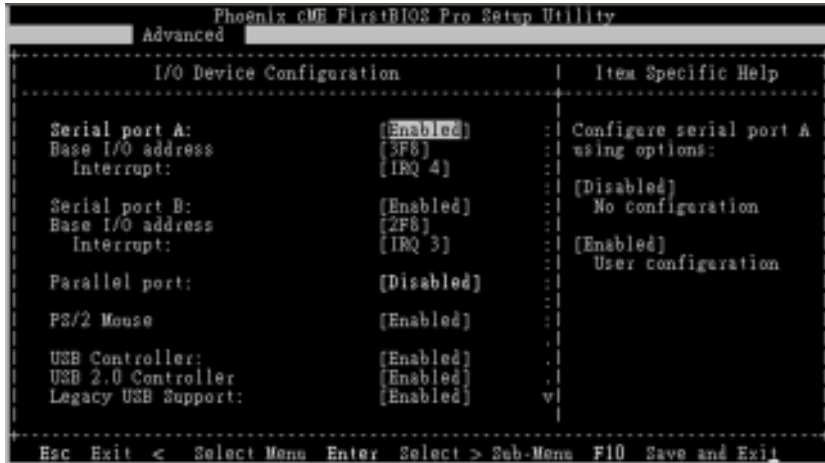 Phoenix cME FirstBIOS Pro Setup Utility
Advanced
I/O Device Configuration
Item Specific Help
Serial port A: [Enabled]
Base I/O address [3F8]
Interrupt: [IRQ 4]
Serial port B: [Enabled]
Base I/O address [2F8]
Interrupt: [IRQ 3]
Parallel port: [Disabled]
PS/2 Mouse [Enabled]
USB Controller: [Enabled]
USB 2.0 Controller [Enabled]
Legacy USB Support: [Enabled]
Configure serial port A
using options:
[Disabled]
No configuration
[Enabled]
User configuration
Esc Exit < Select Menu Enter Select > Sub-Menu F10 Save and Exit